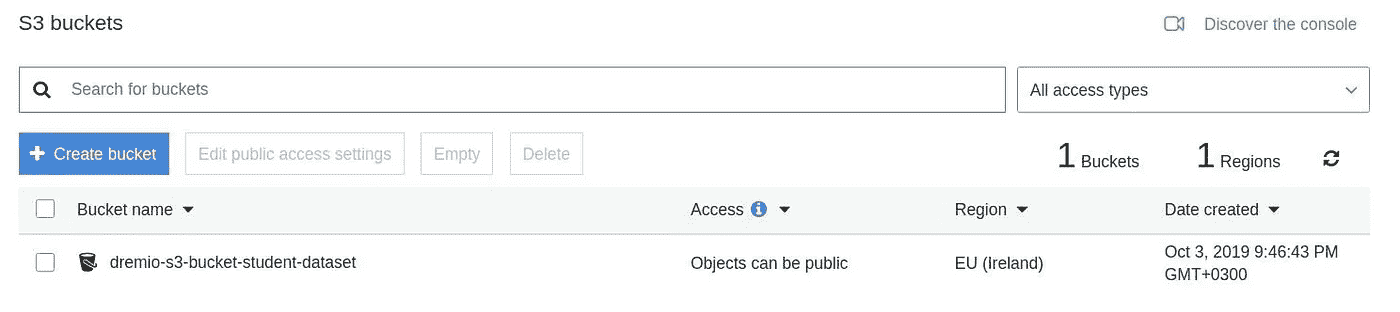 S3 buckets
Discover the console
Search for buckets
All access types
Create bucket
Edit public access settings
Empty
Delete
1 Buckets
1 Regions
Bucket name
Access
Region
Date created
dremio-s3-bucket-student-dataset
Objects can be public
EU (Ireland)
Oct 3, 2019 9:46:43 PM
GMT+0300